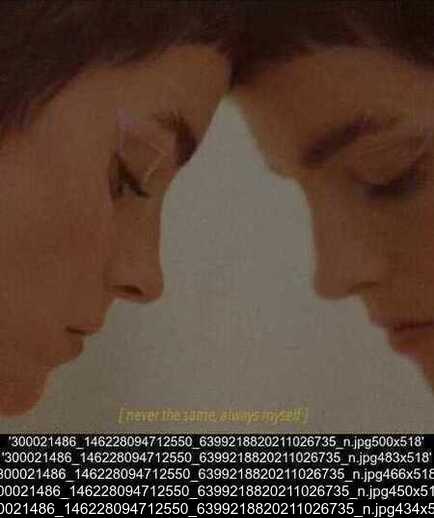 [ never the same, always myself ]
'300021486_146228094712550_6399218820211026735_n.jpg500x518'
'300021486_146228094712550_6399218820211026735_n.jpg483x518'
300021486_146228094712550_6399218820211026735_n.jpg466x518
00021486_146228094712550_6399218820211026735_n.jpg450x51
0021486_146228094712550_6399218820211026735_n.jpg434x5